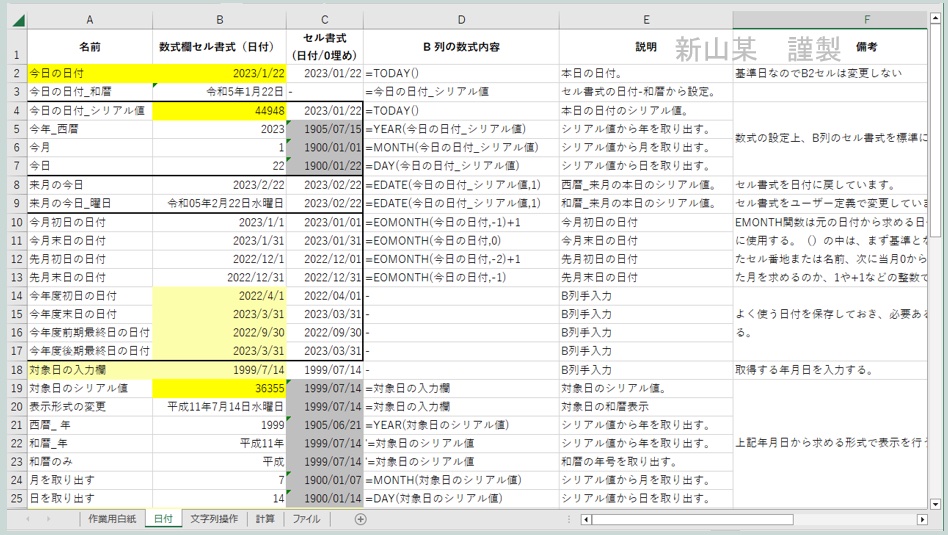 A B C D E F
新山某 謹製
1 名前 数式欄セル書式（日付） セル書式 (日付/0埋め) B 列の数式内容 説明 備考
2 今日の日付 2023/1/22 2023/01/22 =TODAY() 本日の日付。 基準日なのでB2セルは変更しない
3 今日の日付_和暦 令和5年1月22日 - =今日の日付_シリアル値 セル書式の日付-和暦から設定。
4 今日の日付_シリアル値 44948 2023/01/22 =TODAY() 本日の日付のシリアル値。
5 今年_西暦 2023 1905/07/15 =YEAR(今日の日付_シリアル値) シリアル値から年を取り出す。
数式の設定上、B列のセル書式を標準に
6 今月 1 1900/01/01 =MONTH(今日の日付_シリアル値) シリアル値から月を取り出す。
7 今日 22 1900/01/22 =DAY(今日の日付_シリアル値) シリアル値から日を取り出す。
8 来月の今日 2023/2/22 2023/02/22 =EDATE(今日の日付_シリアル値,1) 西暦_来月の本日のシリアル値。 セル書式を日付に戻しています。
9 来月の今日_曜日 令和05年2月22日水曜日 2023/02/22 =EDATE(今日の日付_シリアル値,1) 和暦_来月の本日のシリアル値。 セル書式をユーザー定義で変更していま
10 今月初日の日付 2023/1/1 2023/01/01 =EOMONTH(今日の日付,-1)+1 今月初日の日付 EMONTH関数は元の日付から求める日付
11 今月末日の日付 2023/1/31 2023/01/31 =EOMONTH(今日の日付,0) 今月末日の日付 に使用する。（）の中は、まず基準とな
12 先月初日の日付 2022/12/1 2022/12/01 =EOMONTH(今日の日付,-2)+1 先月初日の日付 たセル番地または名前、次に当月0から
13 先月末日の日付 2022/12/31 2022/12/31 =EOMONTH(今日の日付,-1) 先月末日の日付 た月を求めるのか、1や+1などの整数で
14 今年度初日の日付 2022/4/1 2022/04/01 - B列手入力
15 今年度末日の日付 2023/3/31 2023/03/31 - B列手入力 よく使う日付を保存しておき、必要ある
16 今年度前期最終日の日付 2022/9/30 2022/09/30 - B列手入力 る。
17 今年度後期最終日の日付 2023/3/31 2023/03/31 - B列手入力
18 対象日の入力欄 1999/7/14 1999/07/14 - B列手入力 取得する年月日を入力する。
19 対象日のシリアル値 36355 1999/07/14 =対象日の入力欄 対象日のシリアル値。
20 表示形式の変更 平成11年7月14日水曜日 1999/07/14 =対象日の入力欄 対象日の和暦表示
21 西暦_ 年 1999 1905/06/21 =YEAR(対象日のシリアル値) シリアル値から年を取り出す。
22 和暦_年 平成11年 1999/07/14 '=対象日のシリアル値 シリアル値から年を取り出す。 上記年月日から求める形式で表示を行う
23 和暦のみ 平成 1999/07/14 '=対象日のシリアル値 和暦の年号を取り出す。
24 月を取り出す 7 1900/01/07 =MONTH(対象日のシリアル値) シリアル値から月を取り出す。
25 日を取り出す 14 1900/01/14 =DAY(対象日のシリアル値) シリアル値から日を取り出す。
作業用白紙 日付 文字列操作 計算 ファイル